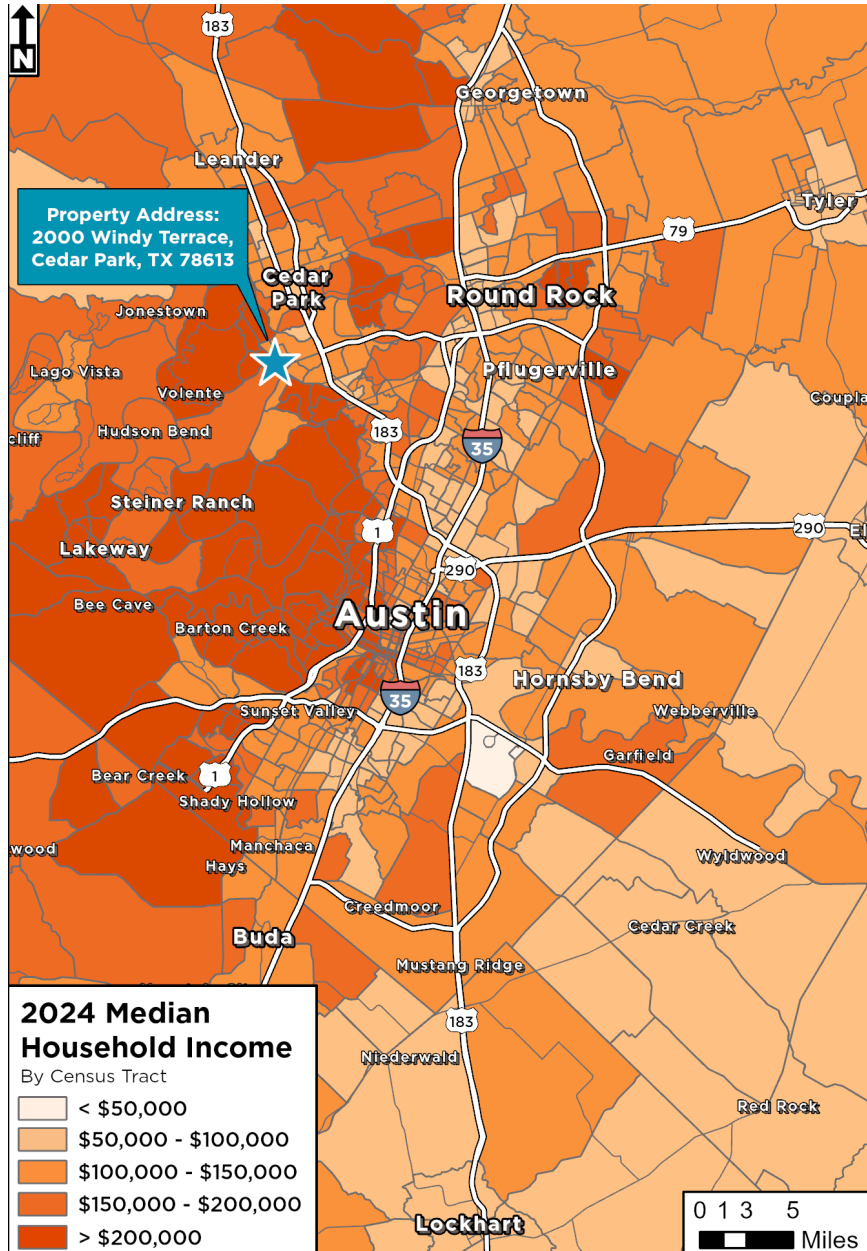 N
183
Georgetown
Leander
Property Address:
2000 Windy Terrace,
Cedar Park, TX 78613
Tyler
79
Cedar
Park
Round Rock
Jonestown
Lago Vista
Pflugerville
Volente
Coupla
cliff
Hudson Bend
183
35
Steiner Ranch
1
290
El
Lakeway
290
Bee Cave
Austin
Barton Creek
183
Hornsby Bend
35
Sunset Valley
Webberville
Garfield
Bear Creek
1
Shady Hollow
wood
Manchaca
Hays
Wyldwood
Creedmoor
Cedar Creek
Buda
Mustang Ridge
183
Niederwald
Red Rock
Lockhart
2024 Median
Household Income
By Census Tract
< $50,000
$50,000 - $100,000
$100,000 - $150,000
$150,000 - $200,000
> $200,000
0 1 3 5
Miles